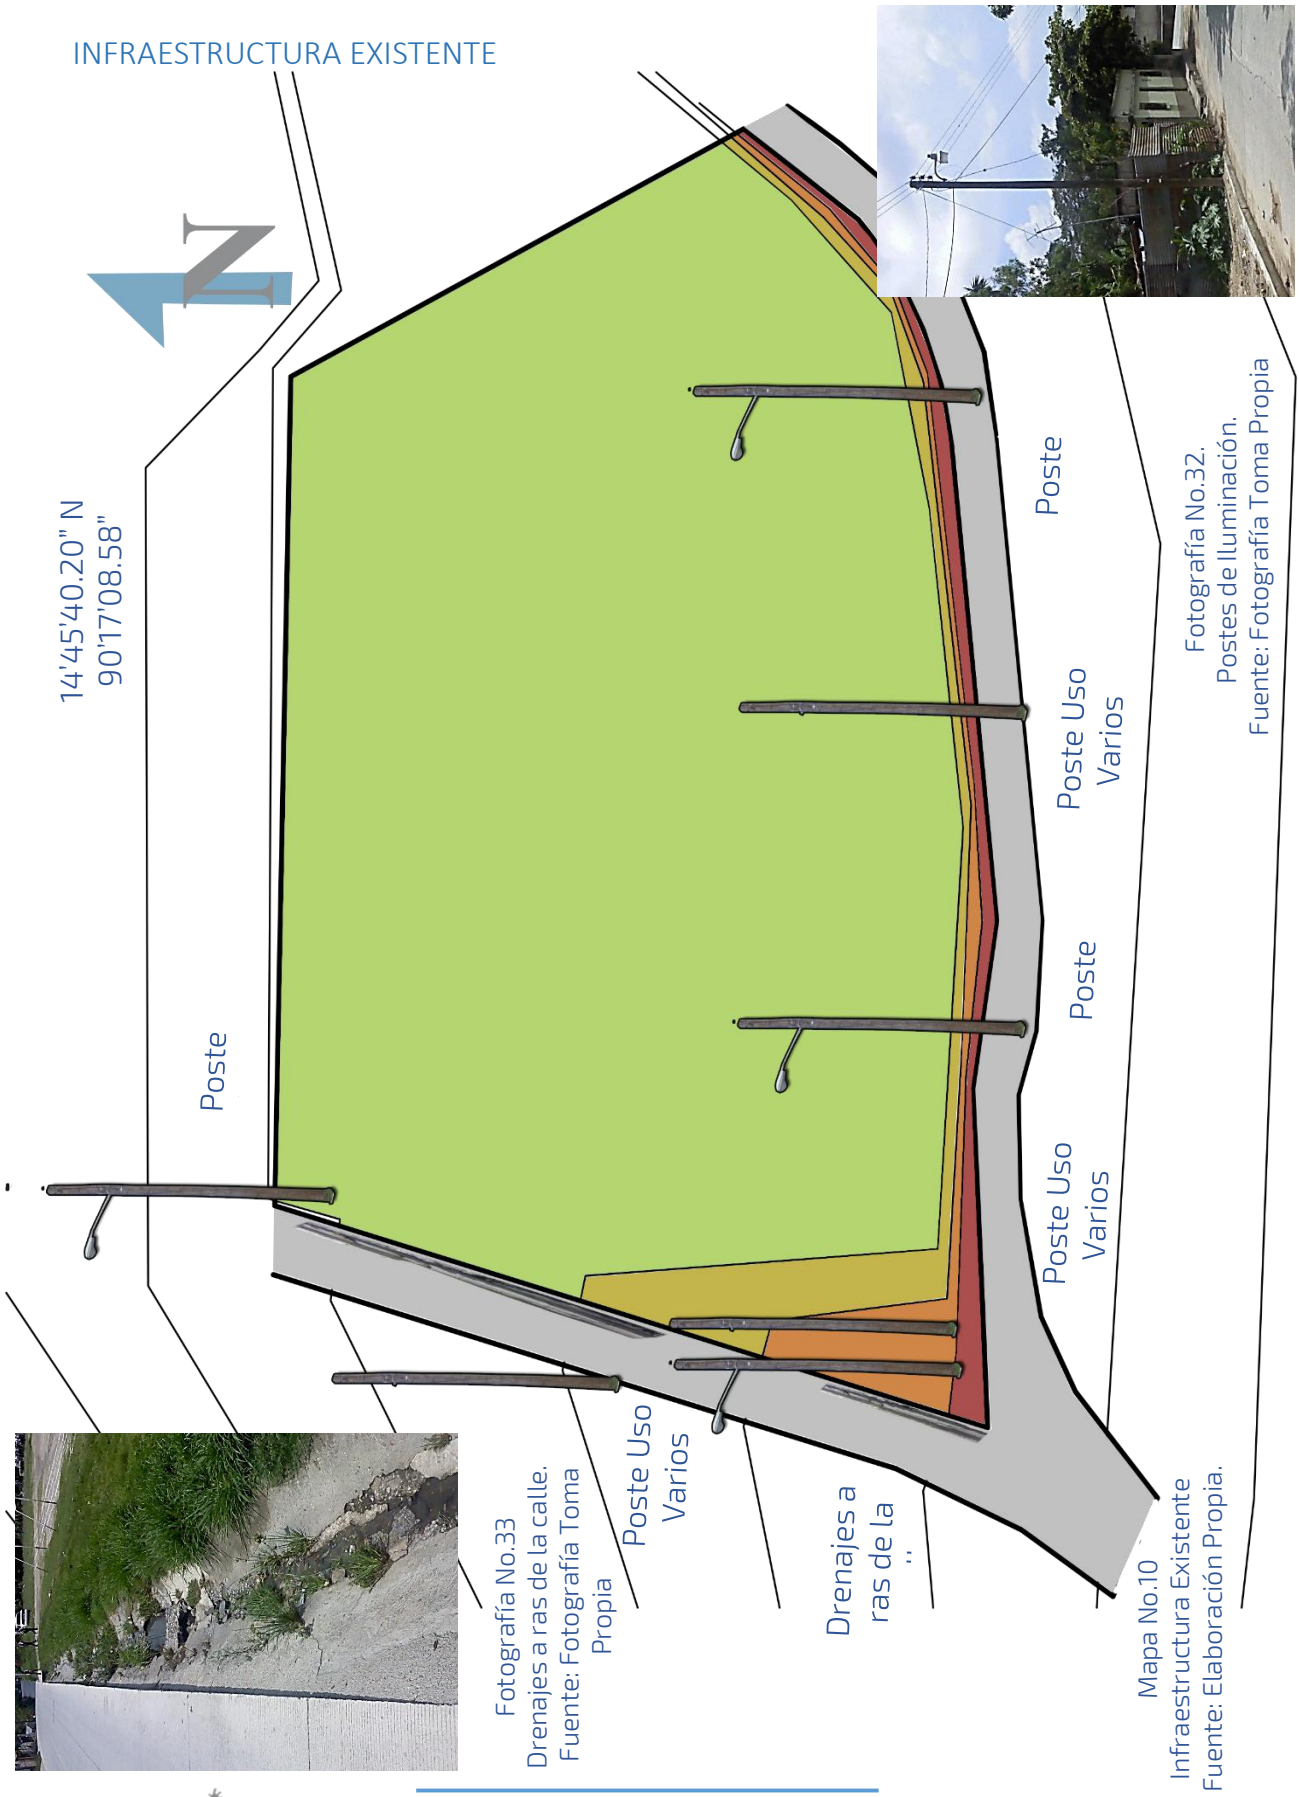 INFRAESTRUCTURA EXISTENTE
N
14'45'40.20" N
90'17'08.58"
Poste
Poste
Poste Uso
Varios
Poste
Poste Uso
Varios
Fotografía No.32.
Postes de Iluminación.
Fuente: Fotografía Toma Propia
Fotografía No.33
Drenajes a ras de la calle.
Fuente: Fotografía Toma
Propia
Poste Uso
Varios
Drenajes a
ras de la
Mapa No.10
Infraestructura Existente
Fuente: Elaboración Propia.